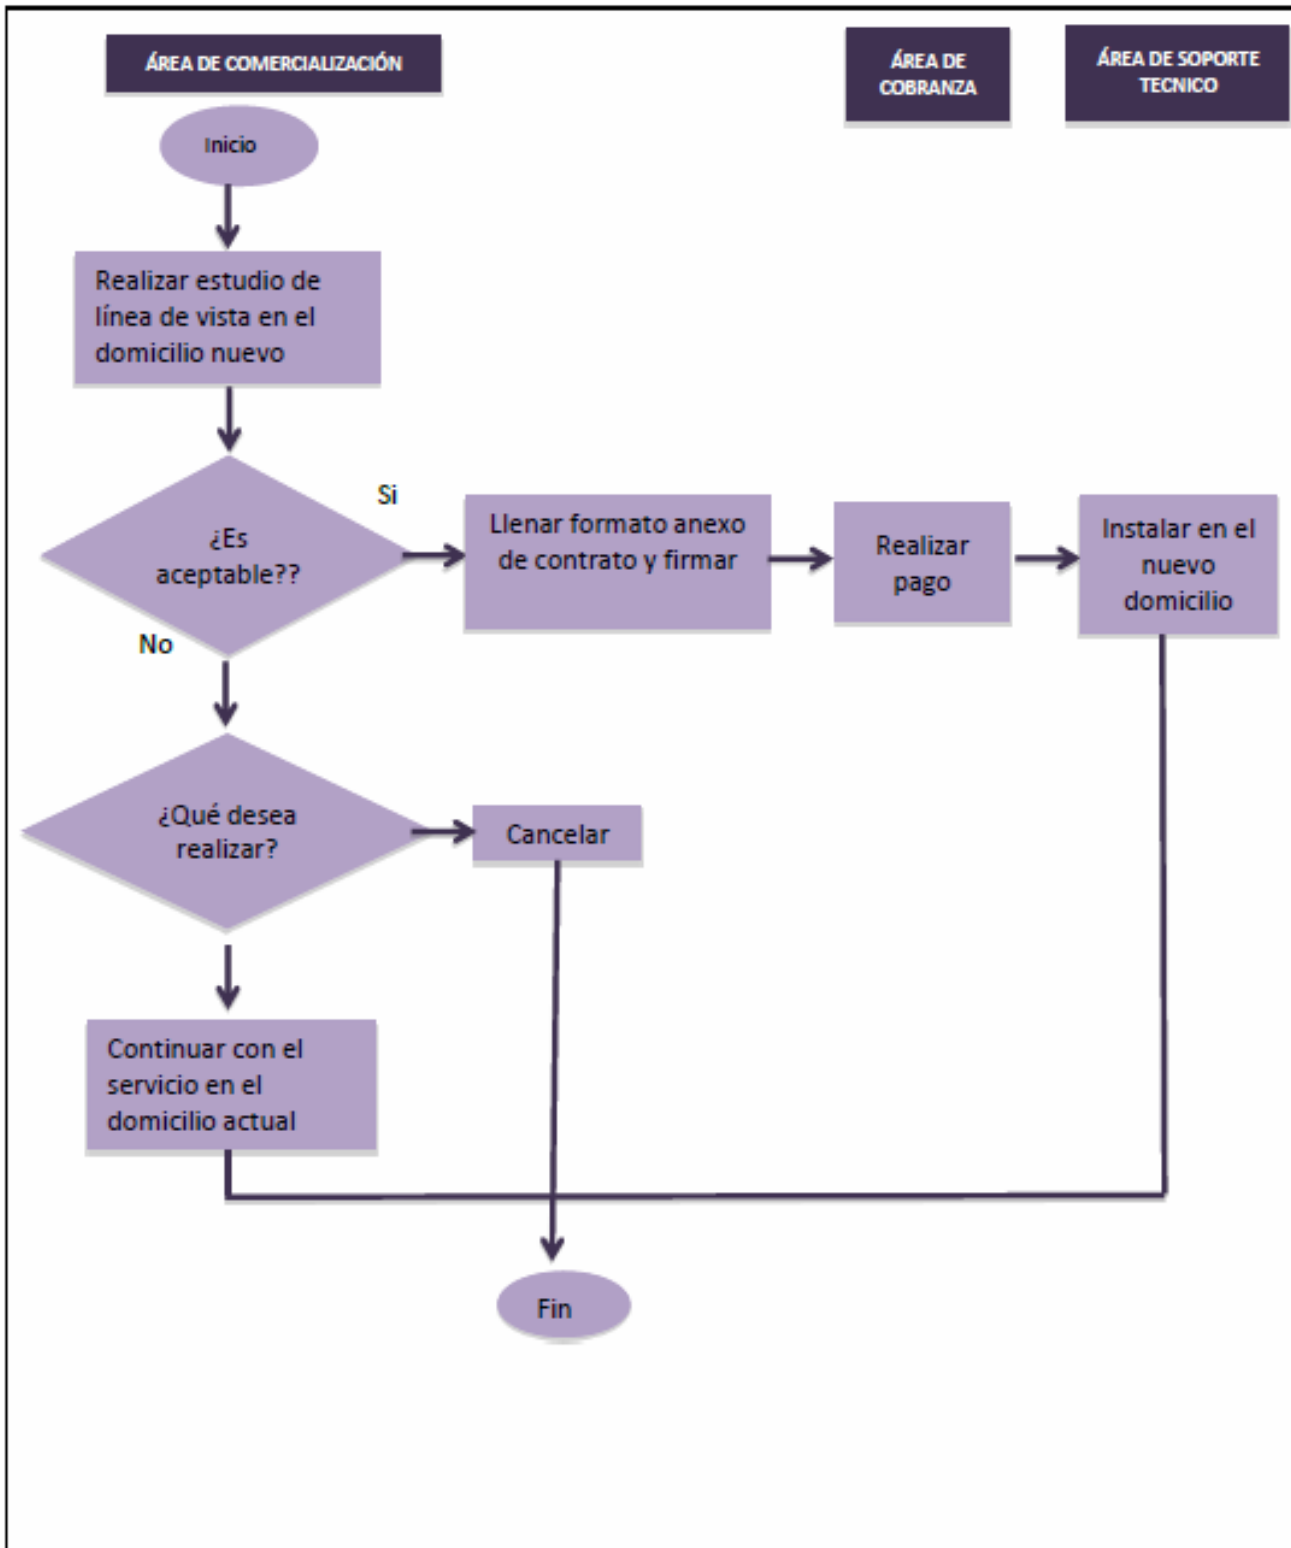 ÁREA DE COMERCIALIZACIÓN
ÁREA DE
COBRANZA
ÁREA DE SOPORTE
TECNICO
Inicio
Realizar estudio de
línea de vista en el
domicilio nuevo
¿Es
aceptable??
Si
Llenar formato anexo
de contrato y firmar
Realizar
pago
Instalar en el
nuevo
domicilio
No
¿Qué desea
realizar?
Cancelar
Continuar con el
servicio en el
domicilio actual
Fin